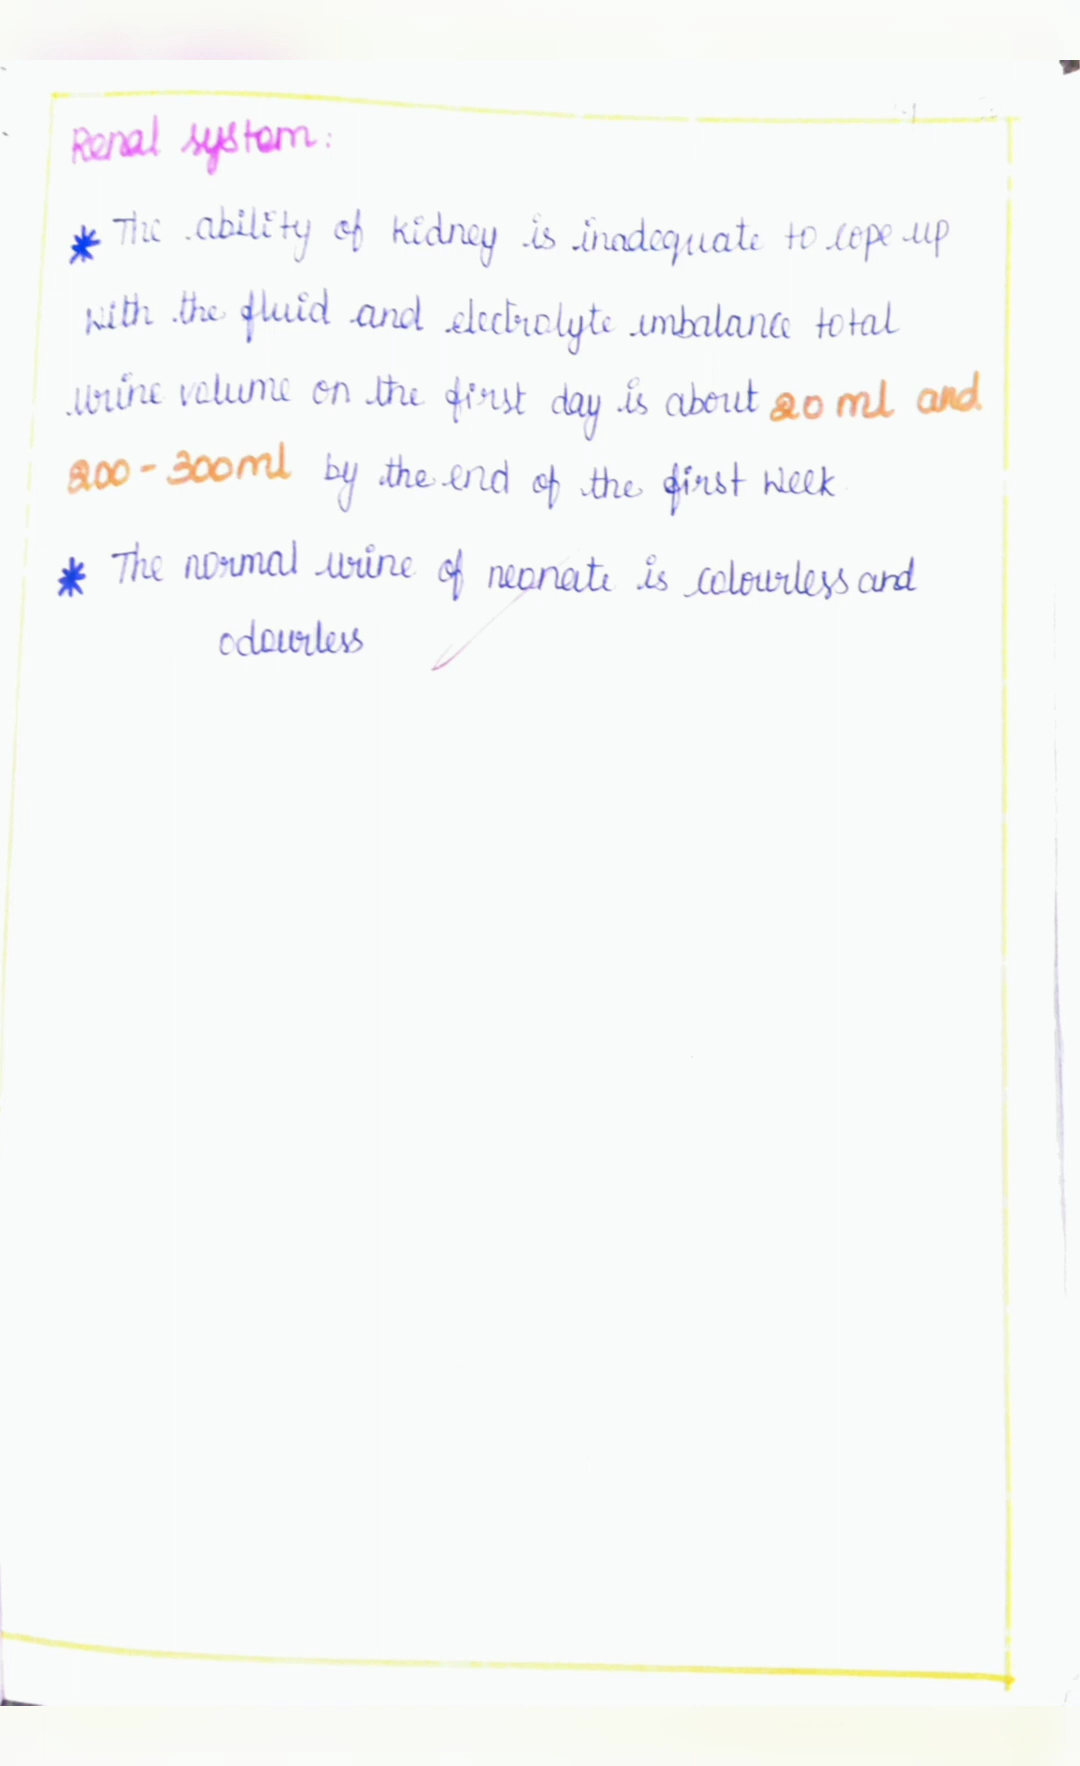 Renal system:
* The ability of kidney is inadequate to cope up
with the fluid and electrolyte imbalance total
urine volume on the first day is about 20 ml and
200 - 300ml by the end of the first week
* The normal urine of neonate is colourless and
odourless